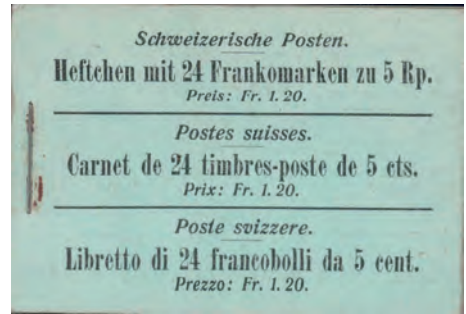 Schweizerische Posten.
Heftchen mit 24 Frankomarken zu 5 Rp.
Preis: Fr. 1. 20.
Postes suisses.
Carnet de 24 timbres-poste de 5 cts.
Prix: Fr. 1. 20.
Poste svizzere.
Libretto di 24 francobolli da 5 cent.
Prezzo: Fr. 1. 20.